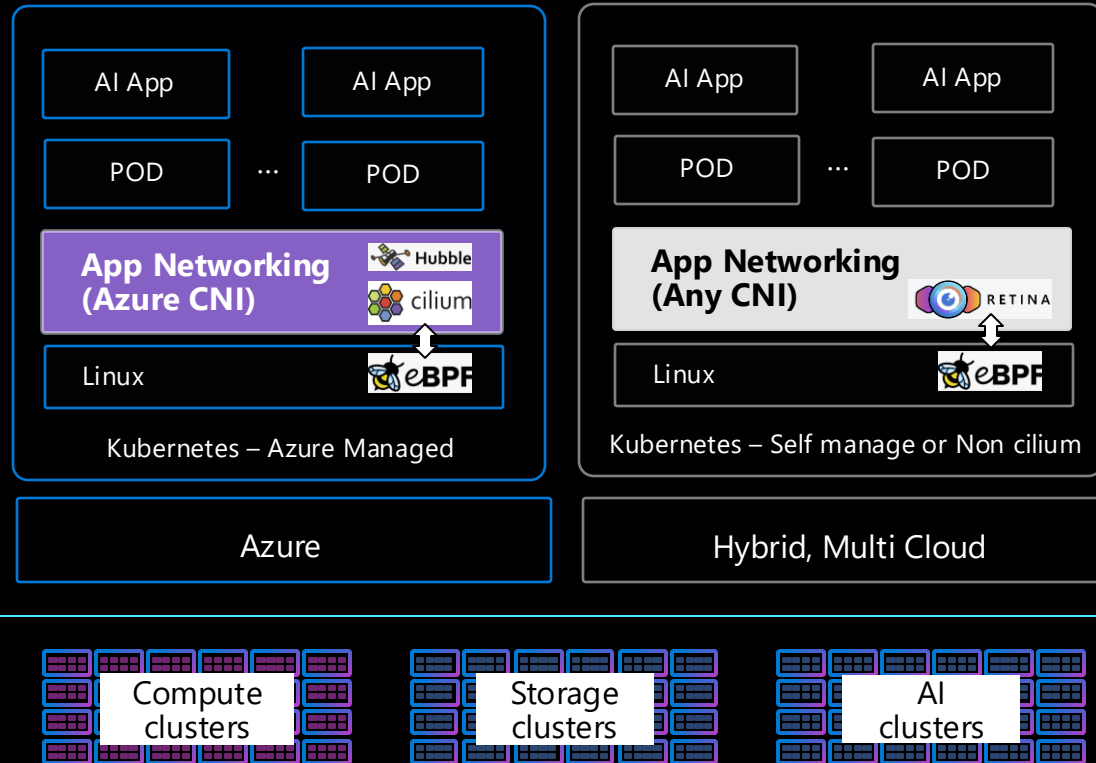 AI App
AI App
POD
...
POD
App Networking
(Azure CNI)
Hubble
cilium
Linux
eBPF
Kubernetes – Azure Managed
Azure
AI App
AI App
POD
...
POD
App Networking
(Any CNI)
RETINA
Linux
eBPF
Kubernetes – Self manage or Non cilium
Hybrid, Multi Cloud
Compute
clusters
Storage
clusters
AI
clusters